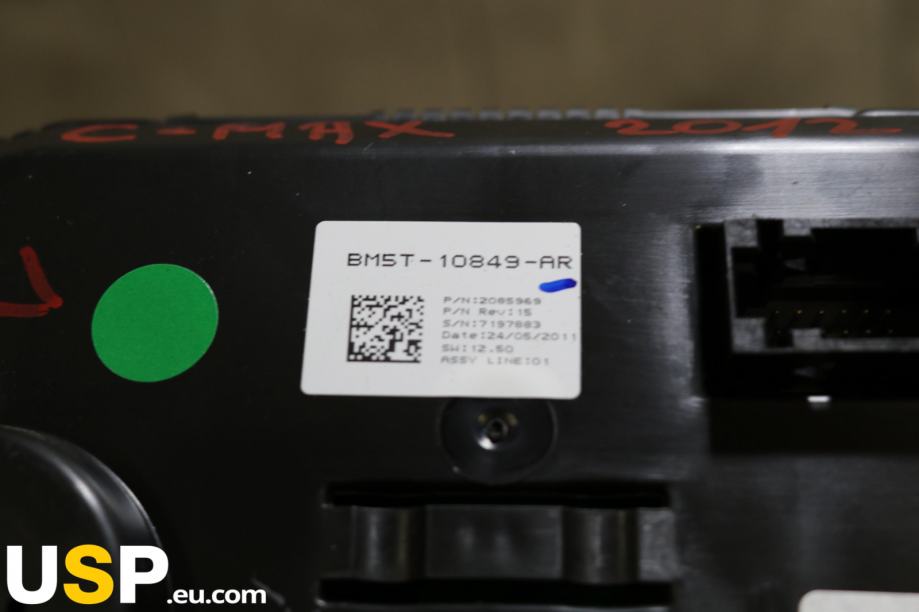 C-MAX 2012
BM5T-10849-AR
P/N:2085969
P/N Rev:15
S/N:7197883
Date:24/05/2011
SW:12.50
ASSY LINE:01
USP.eu.com